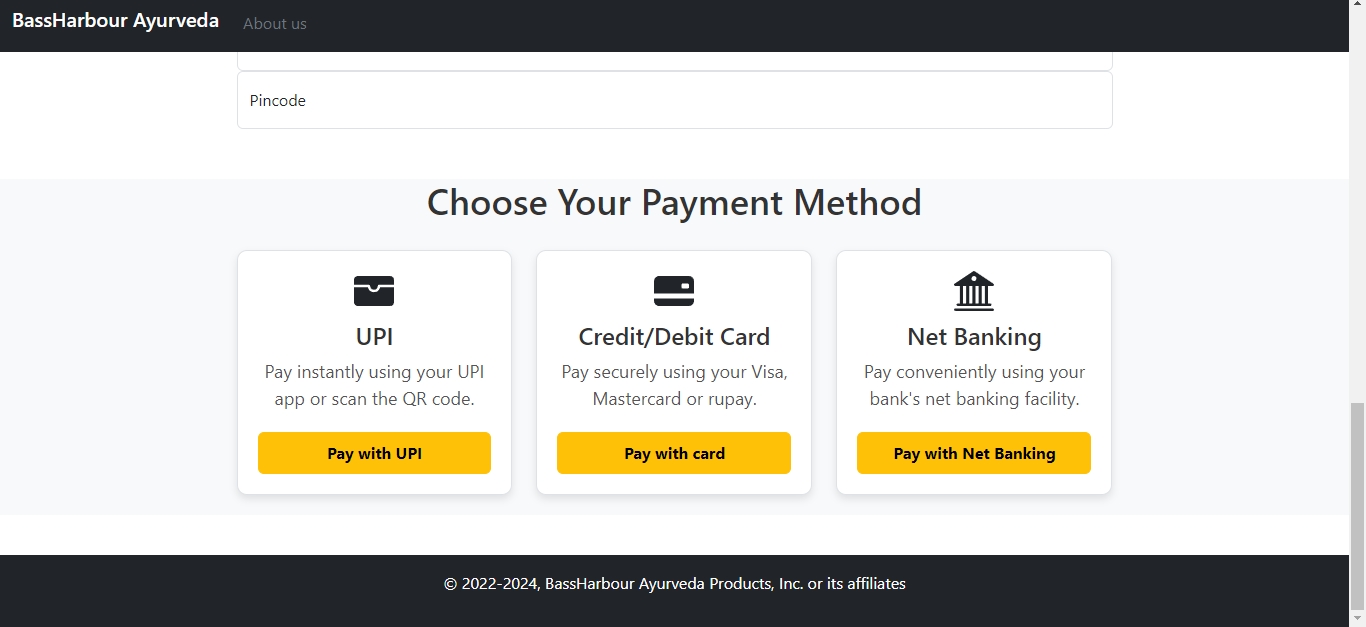 BassHarbour Ayurveda About us
Pincode
Choose Your Payment Method
UPI
Pay instantly using your UPI
app or scan the QR code.
Pay with UPI
Credit/Debit Card
Pay securely using your Visa,
Mastercard or rupay.
Pay with card
Net Banking
Pay conveniently using your
bank's net banking facility.
Pay with Net Banking
© 2022-2024, BassHarbour Ayurveda Products, Inc. or its affiliates